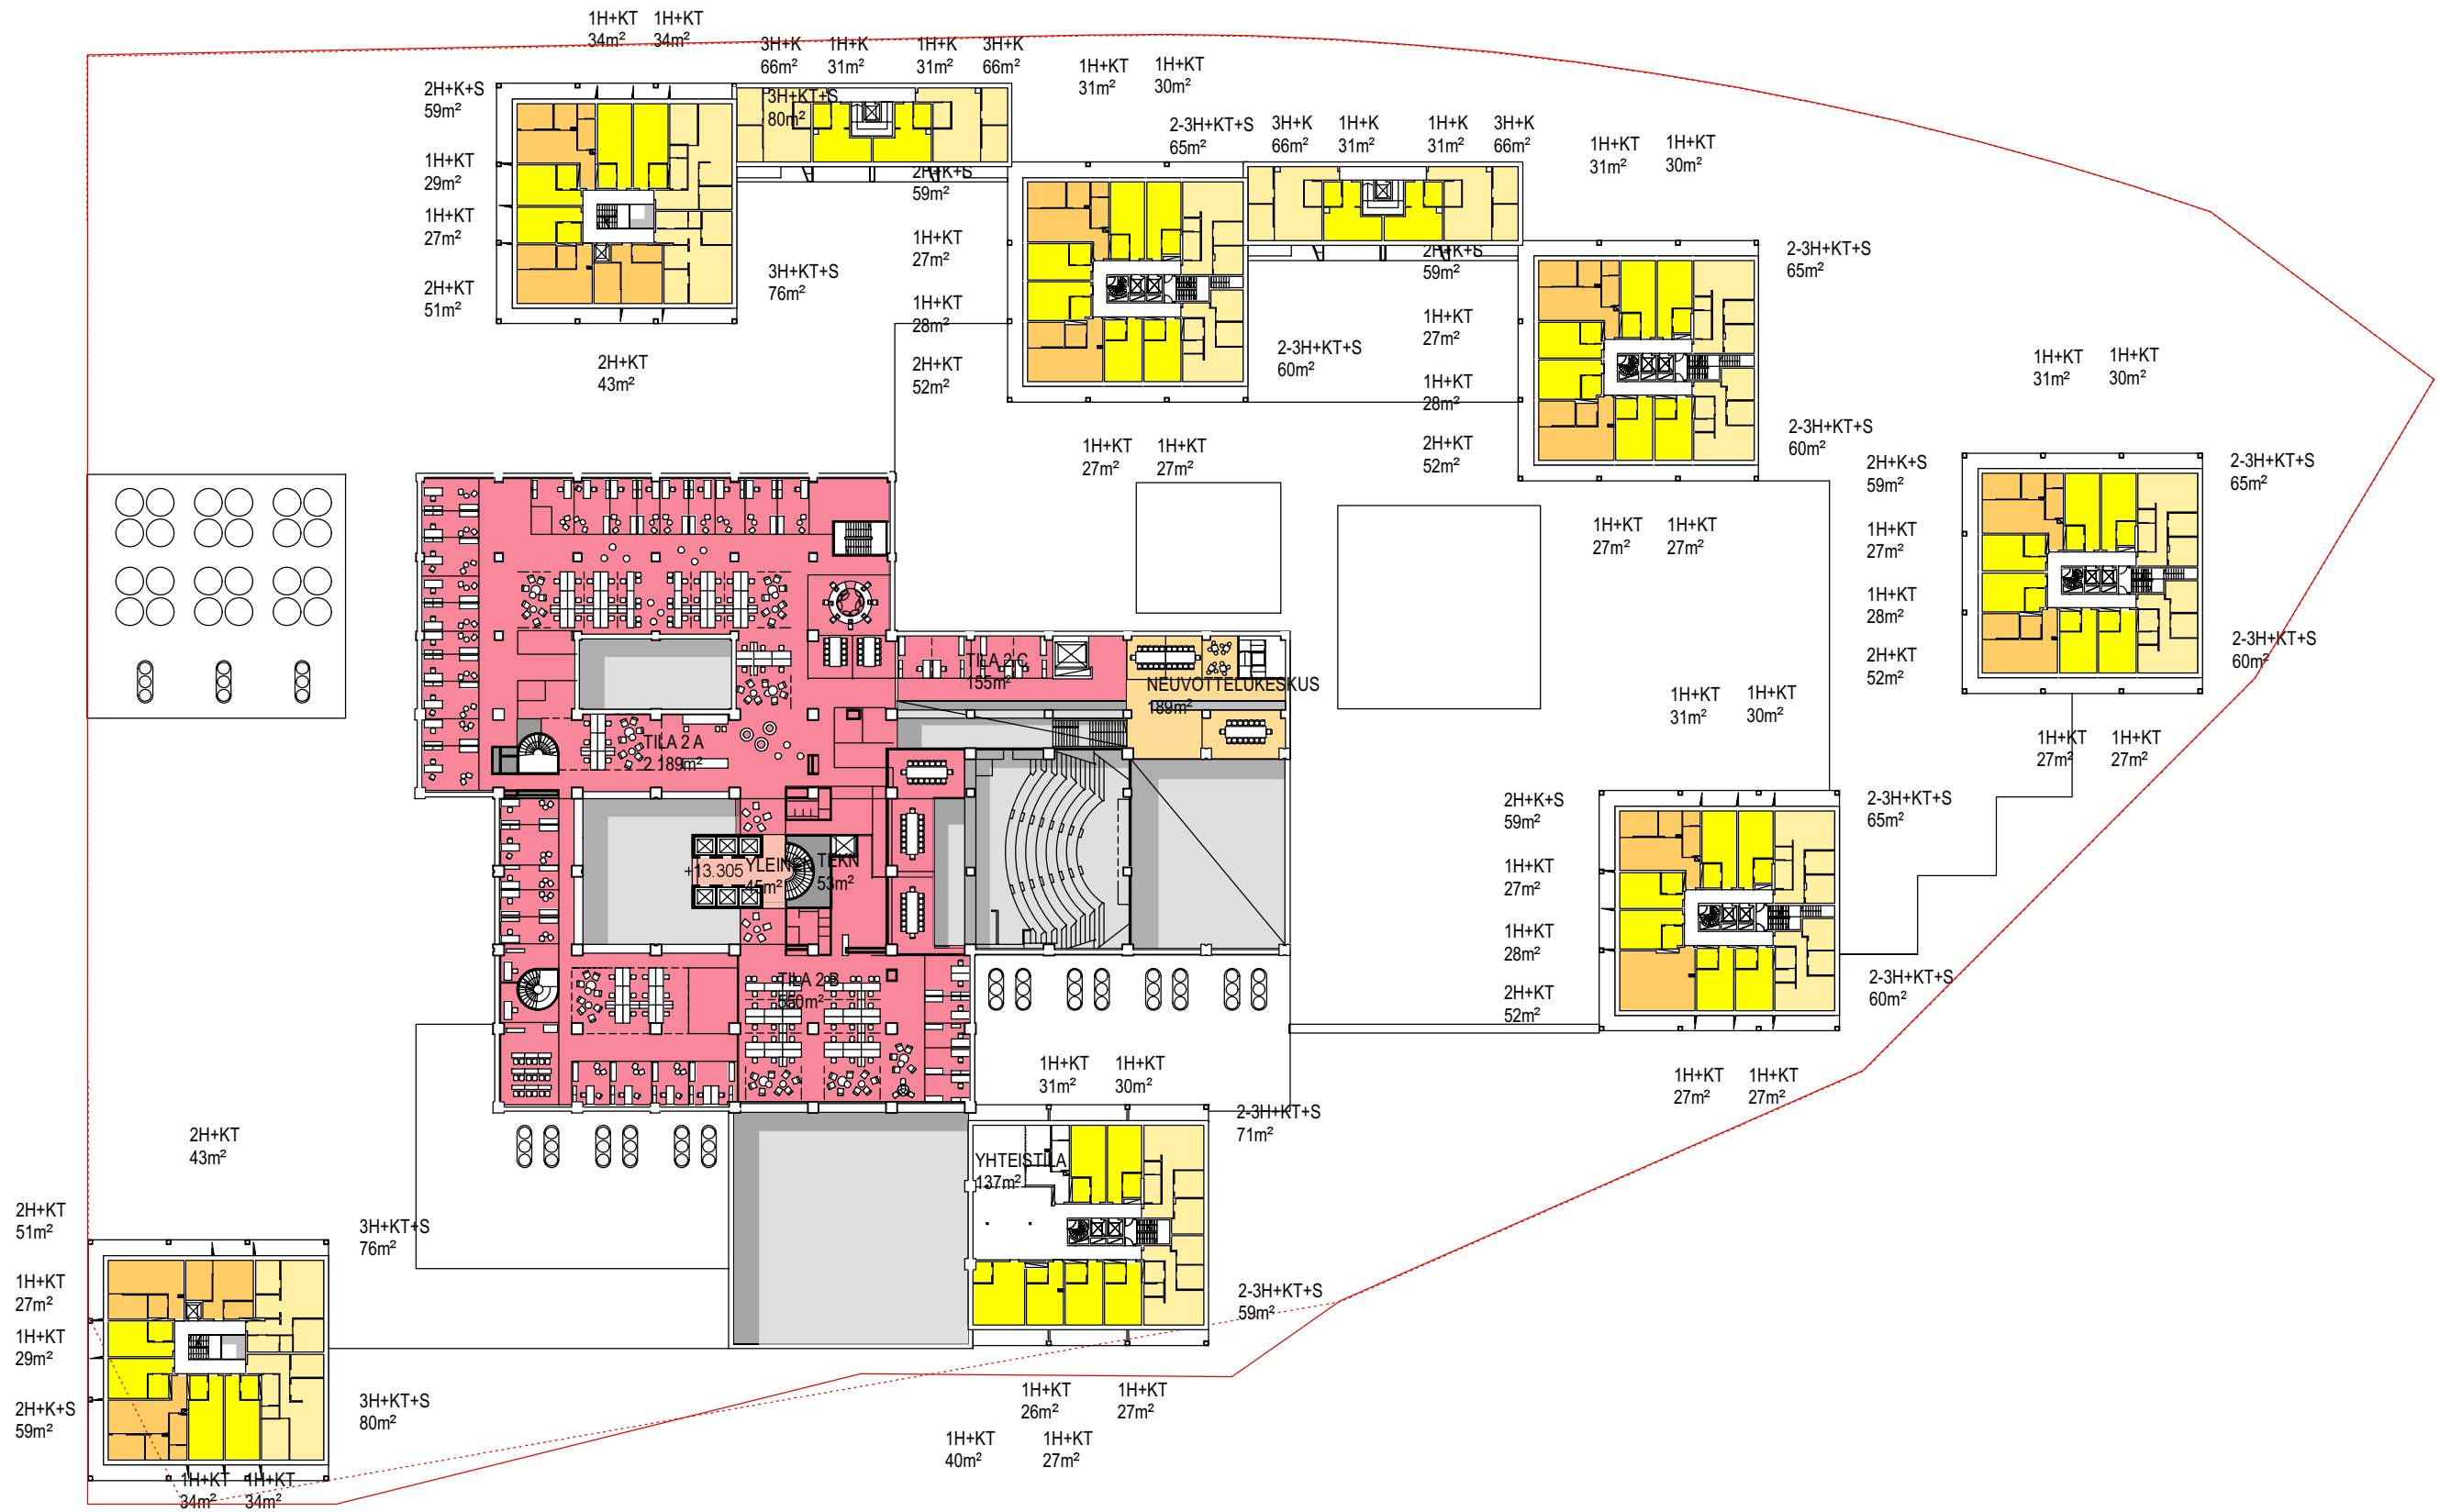 1H+KT 1H+KT
34m² 34m²
3H+K 1H+K 1H+K 3H+K
66m² 31m² 31m² 66m²
1H+KT 1H+KT
31m² 30m²
2H+K+S
59m²
3H+KT+S
80m²
2-3H+KT+S
65m²
3H+K 1H+K 1H+K 3H+K
66m² 31m² 31m² 66m²
1H+KT 1H+KT
31m² 30m²
1H+KT
29m²
2H+K+S
59m²
1H+KT
27m²
1H+KT
27m²
2H+K+S
59m²
2-3H+KT+S
65m²
3H+KT+S
76m²
2H+KT
51m²
1H+KT
28m²
1H+KT
27m²
2H+KT
43m²
2H+KT
52m²
2-3H+KT+S
60m²
1H+KT
28m²
1H+KT 1H+KT
31m² 30m²
1H+KT 1H+KT
27m² 27m²
2H+KT
52m²
2-3H+KT+S
60m²
2H+K+S
59m²
2-3H+KT+S
65m²
1H+KT 1H+KT
27m² 27m²
1H+KT
27m²
1H+KT
28m²
2H+KT
52m²
2-3H+KT+S
60m²
TILA 2 C
155m²
NEUVOTTELUKESKUS
189m²
1H+KT 1H+KT
31m² 30m²
TILA 2 A
2 189m²
1H+KT 1H+KT
27m² 27m²
2H+K+S
59m²
2-3H+KT+S
65m²
+13.305
YLEINEN
45m²
TEKN
53m²
1H+KT
27m²
1H+KT
28m²
TILA 2 B
550m²
2H+KT
52m²
2-3H+KT+S
60m²
1H+KT 1H+KT
31m² 30m²
1H+KT 1H+KT
27m² 27m²
2-3H+KT+S
71m²
2H+KT
43m²
YHTEISTILA
137m²
2H+KT
51m²
3H+KT+S
76m²
1H+KT
27m²
2-3H+KT+S
59m²
1H+KT
29m²
2H+K+S
59m²
3H+KT+S
80m²
1H+KT 1H+KT
26m² 27m²
1H+KT 1H+KT
40m² 27m²
1H+KT 1H+KT
34m² 34m²